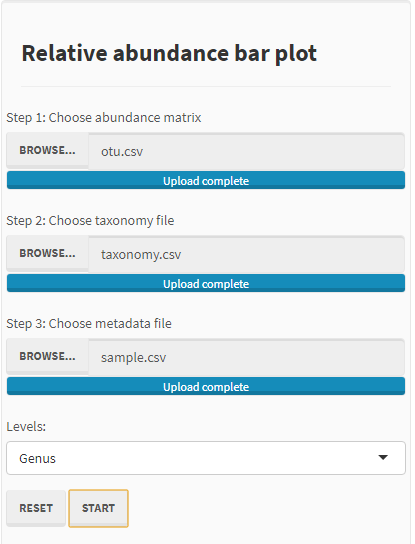 Relative abundance bar plot
Step 1: Choose abundance matrix
BROWSE... otu.csv
Upload complete
Step 2: Choose taxonomy file
BROWSE... taxonomy.csv
Upload complete
Step 3: Choose metadata file
BROWSE... sample.csv
Upload complete
Levels:
Genus
RESET START